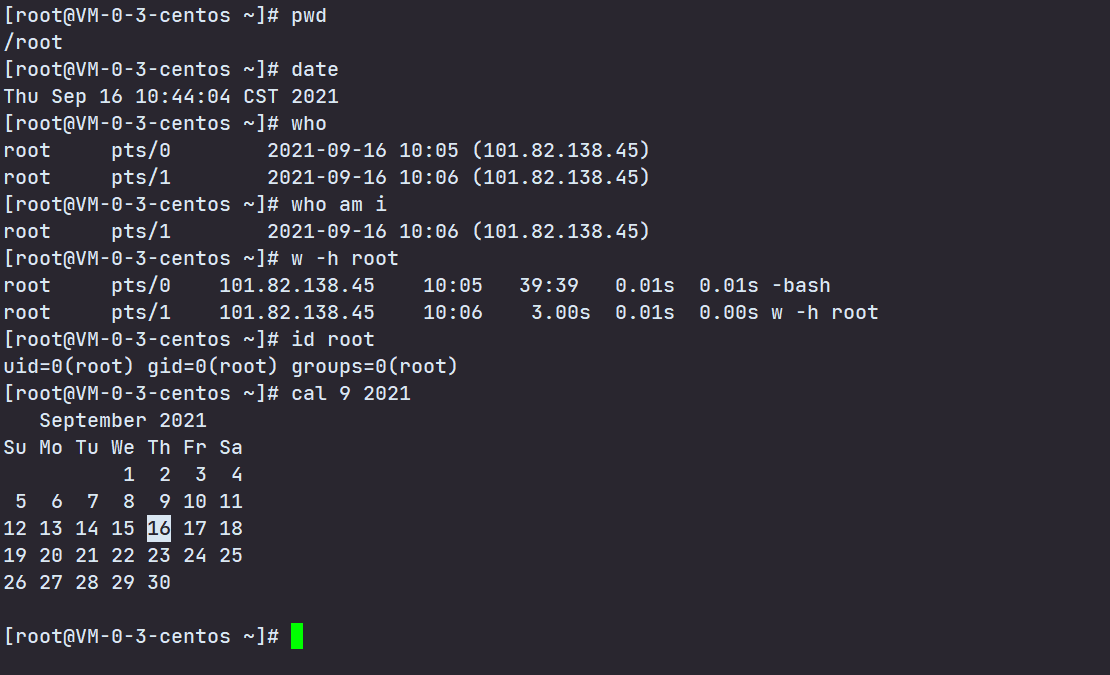 [root@VM-0-3-centos ~]# pwd
/root
[root@VM-0-3-centos ~]# date
Thu Sep 16 10:44:04 CST 2021
[root@VM-0-3-centos ~]# who
root     pts/0        2021-09-16 10:05 (101.82.138.45)
root     pts/1        2021-09-16 10:06 (101.82.138.45)
[root@VM-0-3-centos ~]# who am i
root     pts/1        2021-09-16 10:06 (101.82.138.45)
[root@VM-0-3-centos ~]# w -h root
root     pts/0    101.82.138.45    10:05   39:39   0.01s  0.01s -bash
root     pts/1    101.82.138.45    10:06    3.00s  0.01s  0.00s w -h root
[root@VM-0-3-centos ~]# id root
uid=0(root) gid=0(root) groups=0(root)
[root@VM-0-3-centos ~]# cal 9 2021
   September 2021
Su Mo Tu We Th Fr Sa
          1  2  3  4
 5  6  7  8  9 10 11
12 13 14 15 16 17 18
19 20 21 22 23 24 25
26 27 28 29 30
[root@VM-0-3-centos ~]#